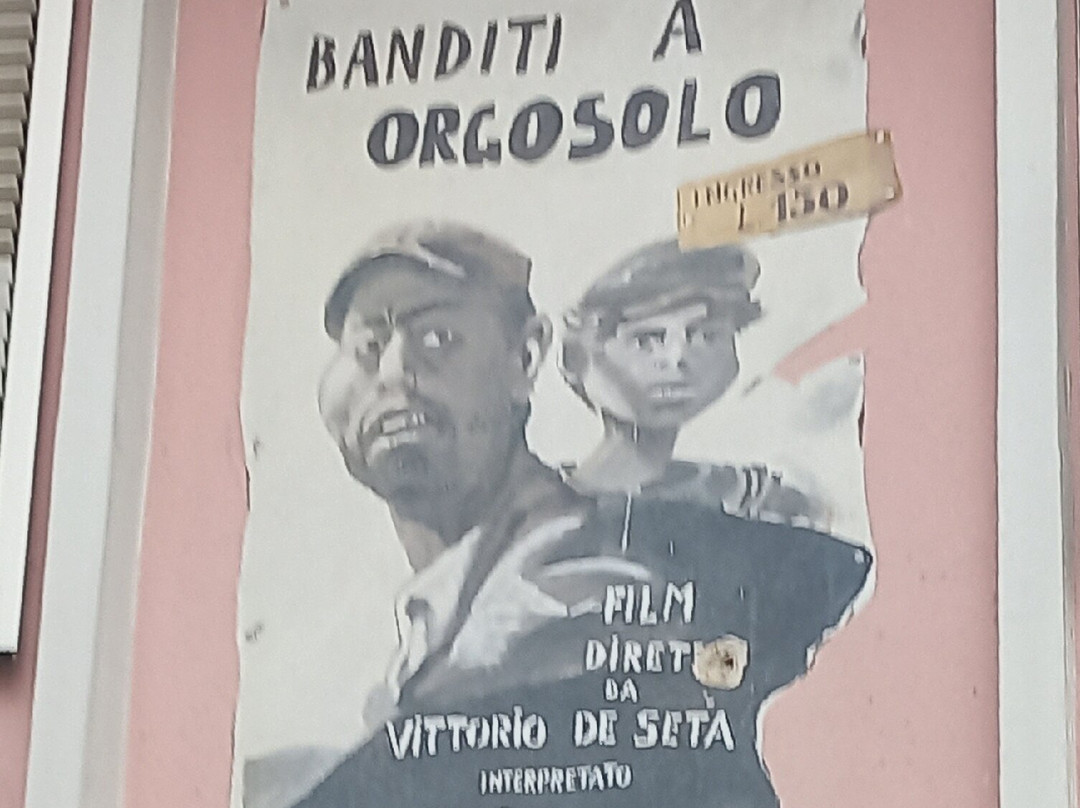 BANDITI A
ORGOSOLO
INGRESSO
L. 150
FILM
DIRET
DA
VITTORIO DE SETA
INTERPRETATO